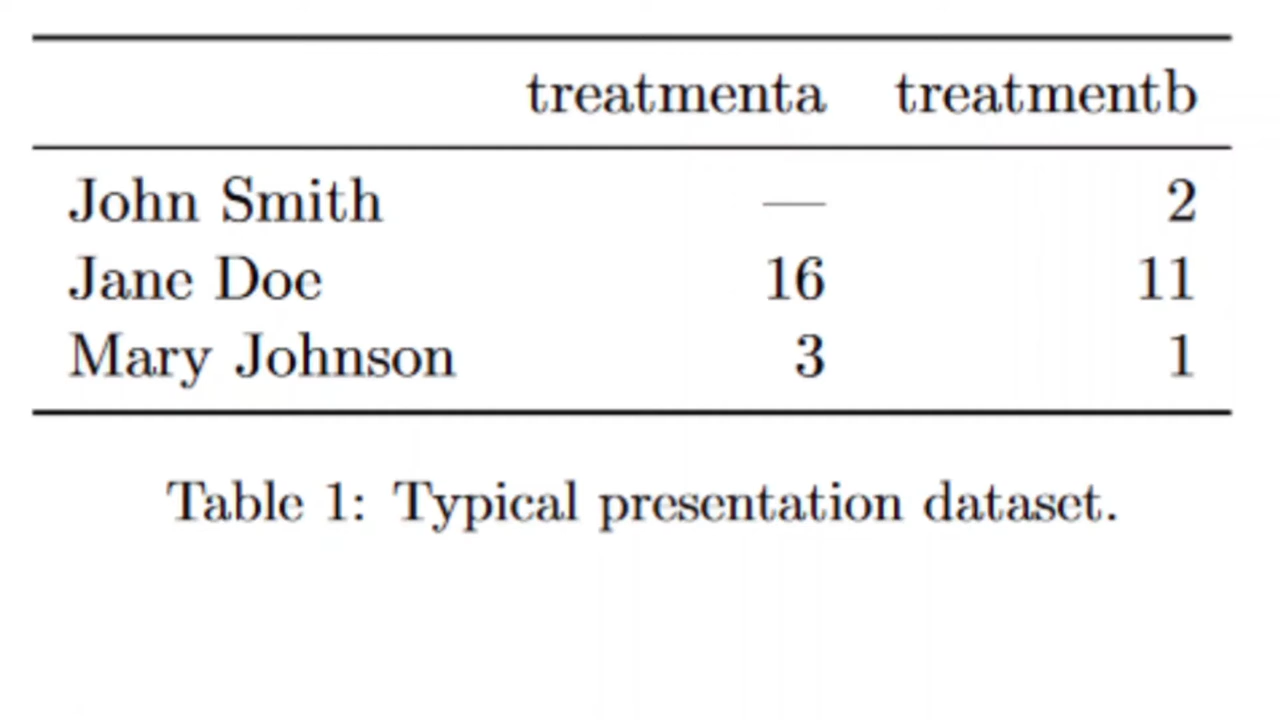 treatmenta treatmentb
John Smith — 2
Jane Doe 16 11
Mary Johnson 3 1
Table 1: Typical presentation dataset.